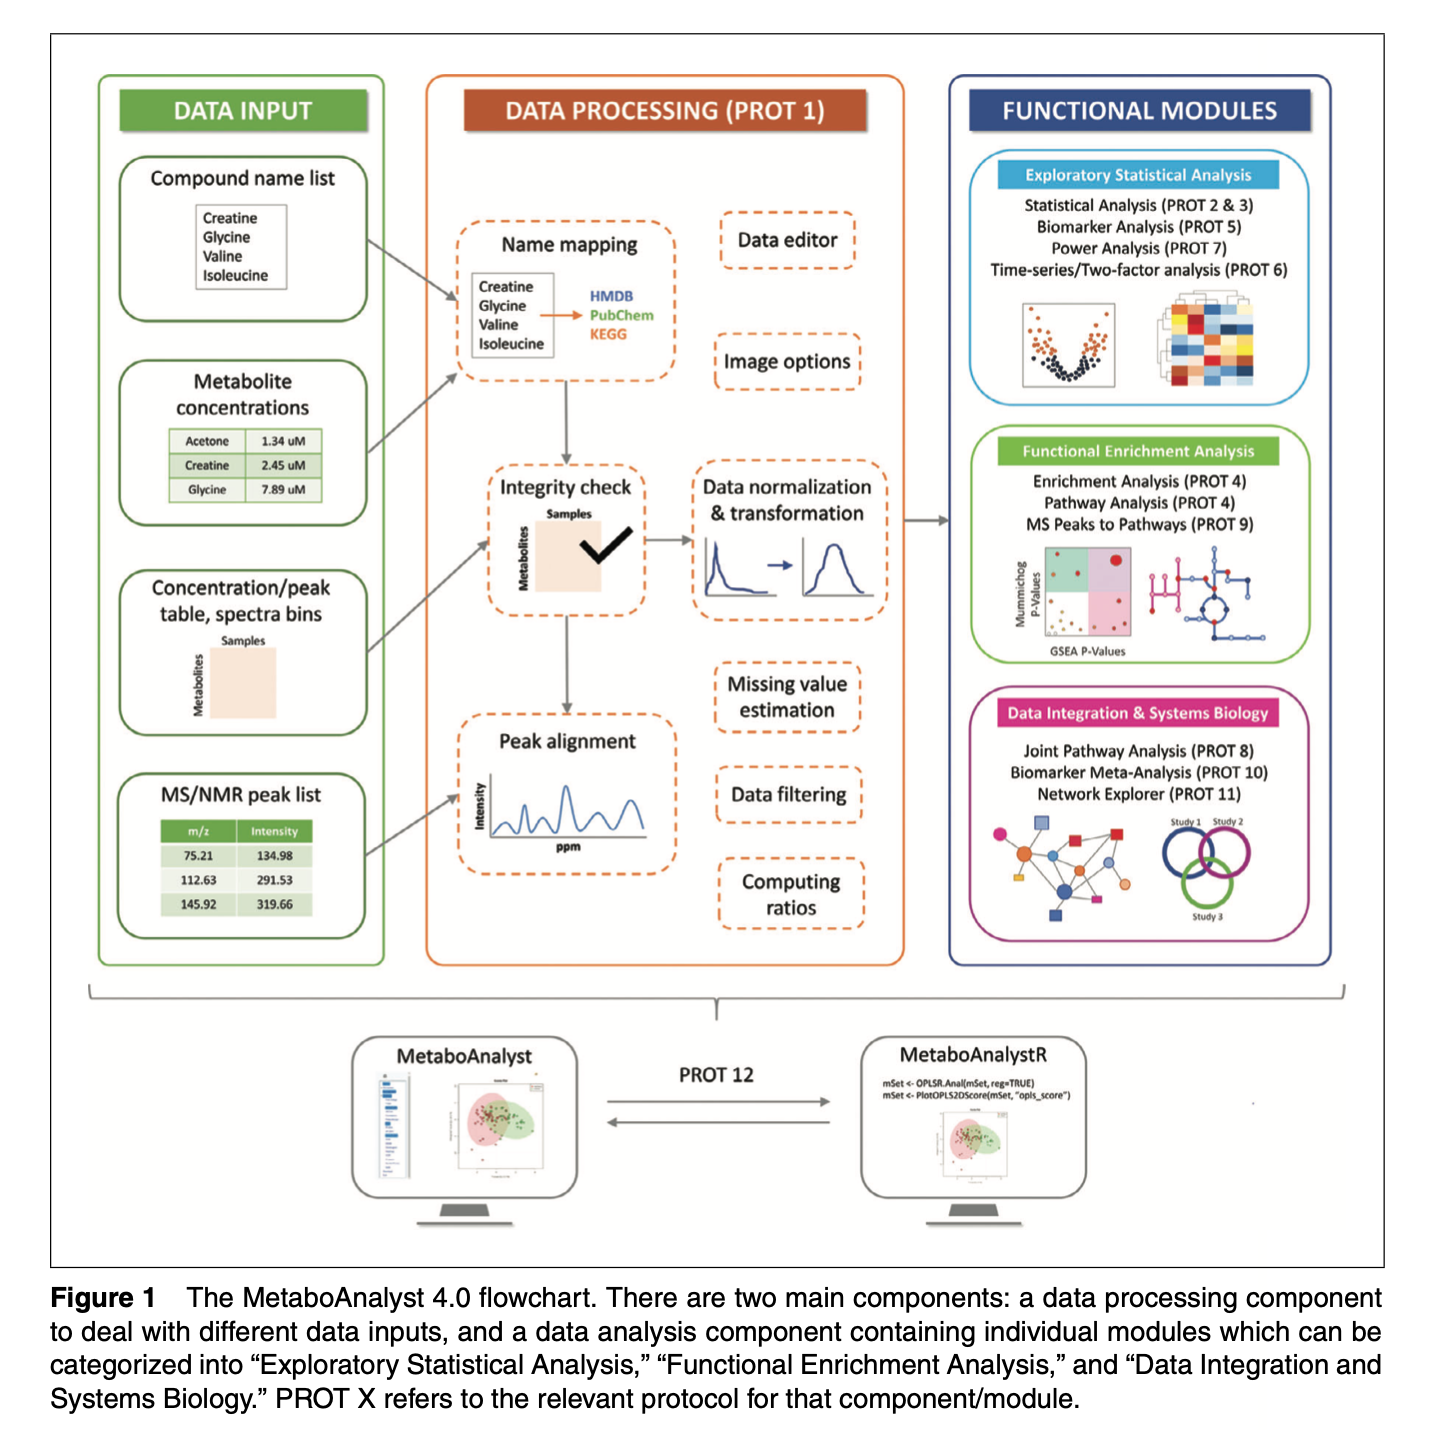 DATA INPUT
Compound name list
Creatine
Glycine
Valine
Isoleucine
Metabolite
concentrations
Acetone 1.34 uM
Creatine 2.45 uM
Glycine 7.89 uM
Concentration/peak
table, spectra bins
Samples
Metabolites
MS/NMR peak list
m/z Intensity
75.21 134.98
112.63 291.53
145.92 319.66
DATA PROCESSING (PROT 1)
Name mapping
Creatine
Glycine
Valine
Isoleucine
HMDB
PubChem
KEGG
Data editor
Image options
Integrity check
Samples
Metabolites
Data normalization
& transformation
Peak alignment
Intensity
ppm
Missing value
estimation
Data filtering
Computing
ratios
FUNCTIONAL MODULES
Exploratory Statistical Analysis
Statistical Analysis (PROT 2 & 3)
Biomarker Analysis (PROT 5)
Power Analysis (PROT 7)
Time-series/Two-factor analysis (PROT 6)
Functional Enrichment Analysis
Enrichment Analysis (PROT 4)
Pathway Analysis (PROT 4)
MS Peaks to Pathways (PROT 9)
Mummichog
P-Values
GSEA P-Values
Data Integration & Systems Biology
Joint Pathway Analysis (PROT 8)
Biomarker Meta-Analysis (PROT 10)
Network Explorer (PROT 11)
Study 1
Study 2
Study 3
MetaboAnalyst
PROT 12
MetaboAnalystR
mSet <- OPLSR.Anal(mSet, reg=TRUE)
mSet <- PlotOPLS2DScore(mSet, "opls_score")
Figure 1 The MetaboAnalyst 4.0 flowchart. There are two main components: a data processing component
to deal with different data inputs, and a data analysis component containing individual modules which can be
categorized into “Exploratory Statistical Analysis,” “Functional Enrichment Analysis,” and “Data Integration and
Systems Biology.” PROT X refers to the relevant protocol for that component/module.